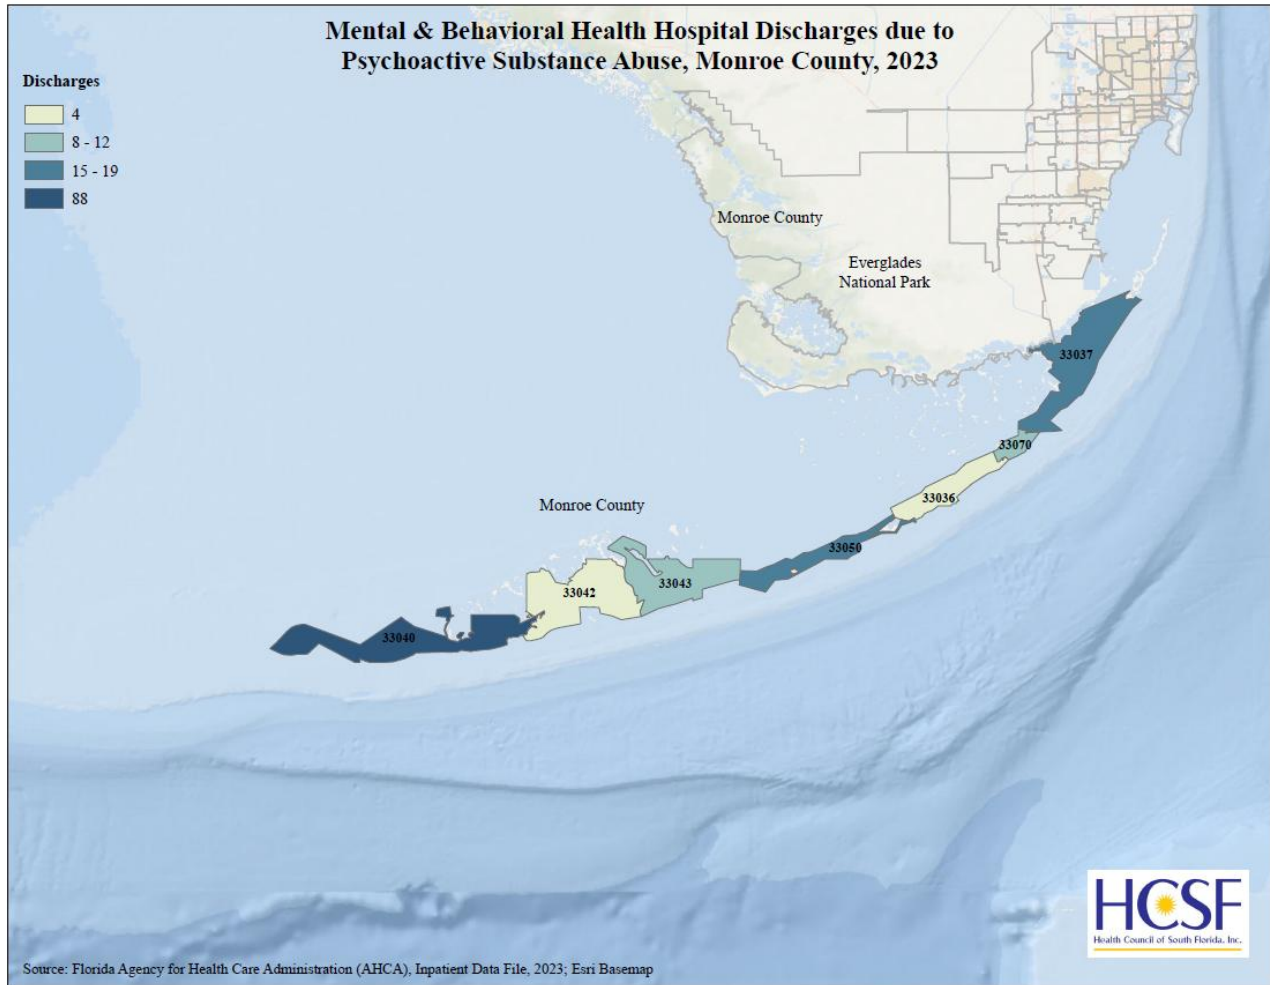 Mental & Behavioral Health Hospital Discharges due to
Psychoactive Substance Abuse, Monroe County, 2023
Discharges
4
8 - 12
15 - 19
88
Monroe County
Everglades
National Park
33037
33070
33036
Monroe County
33050
33043
33042
33040
HCSF
Health Council of South Florida, Inc.
Source: Florida Agency for Health Care Administration (AHCA), Inpatient Data File, 2023; Esri Basemap